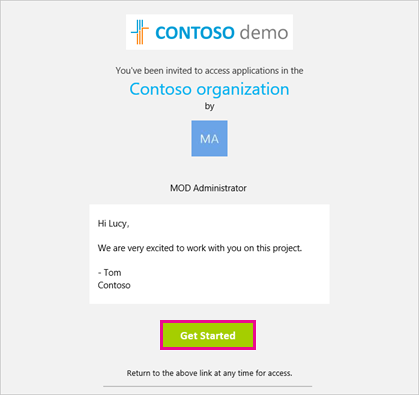 CONTOSO demo
You've been invited to access applications in the
Contoso organization
by
MA
MOD Administrator
Hi Lucy,
We are very excited to work with you on this project.
- Tom
Contoso
Get Started
Return to the above link at any time for access.